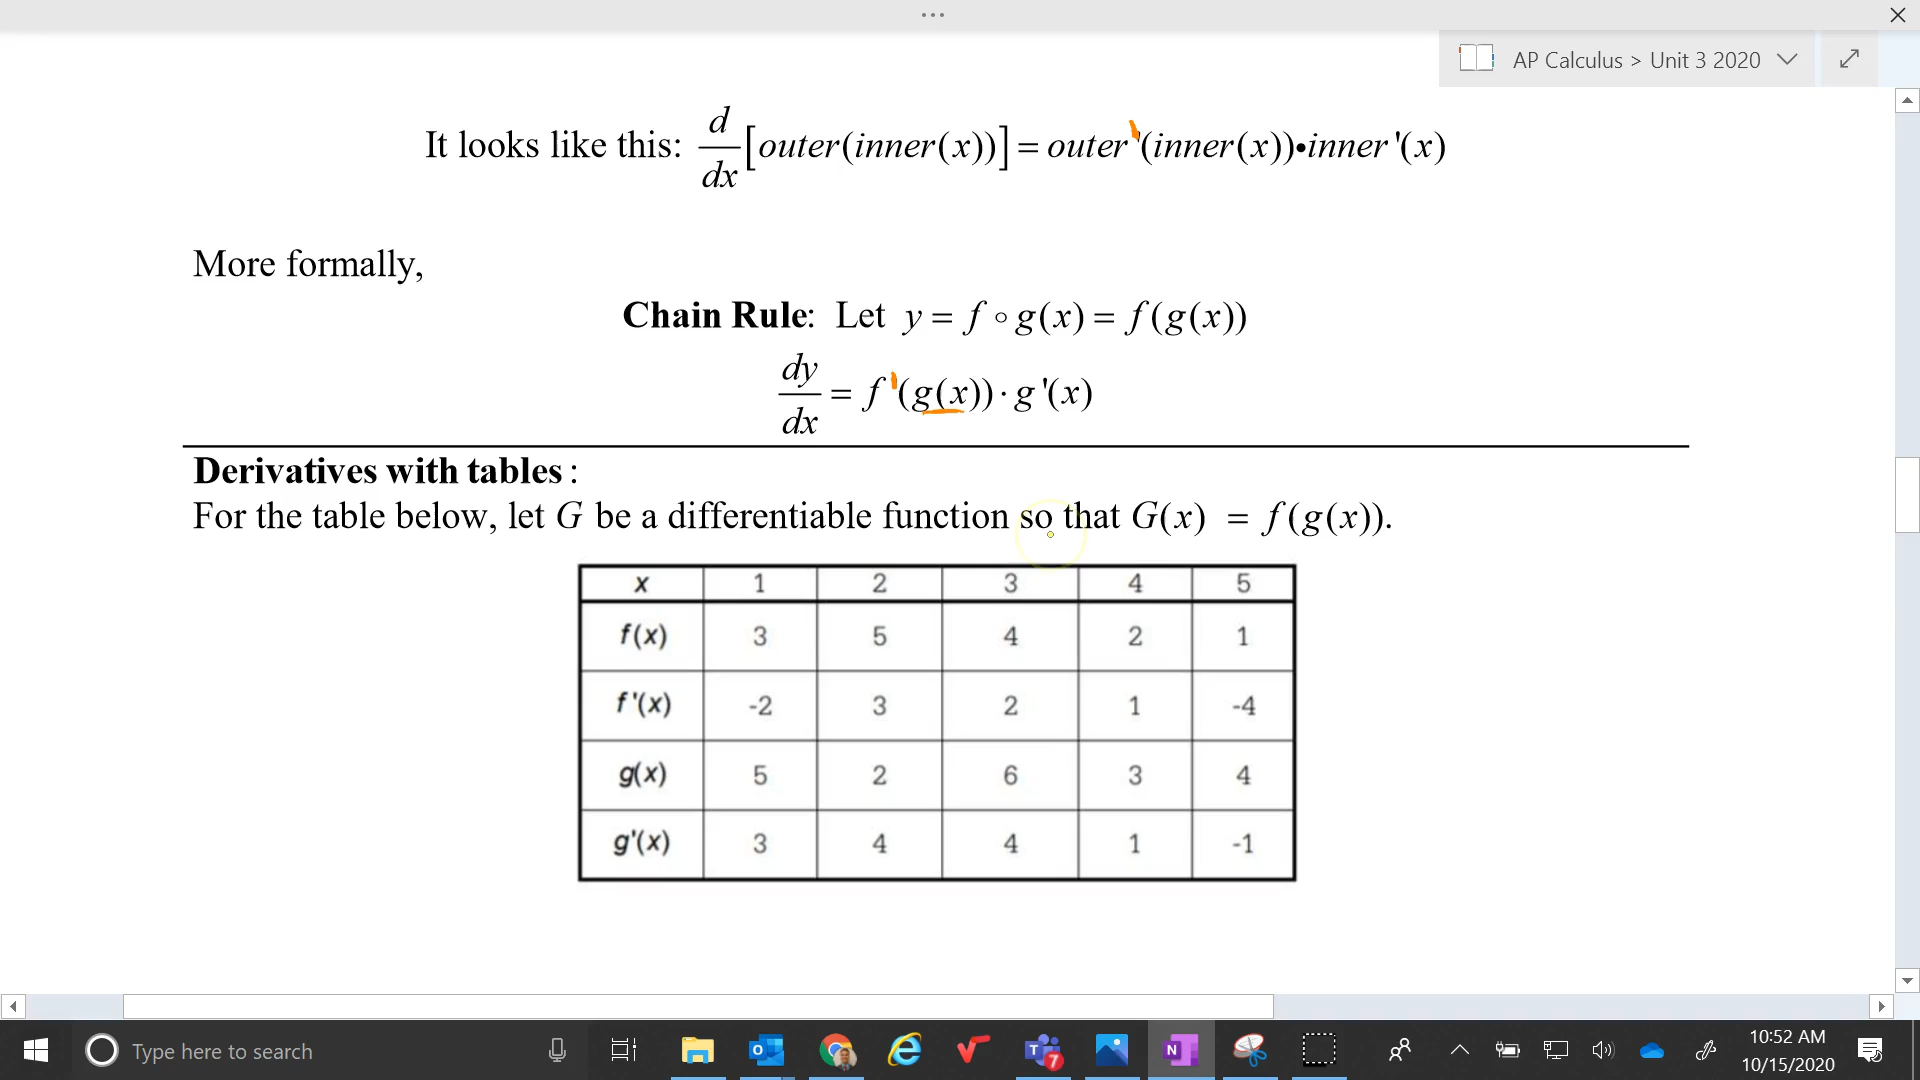 AP Calculus > Unit 3 2020
It looks like this: d/dx [outer(inner(x))] = outer '(inner(x))•inner '(x)
More formally,
Chain Rule: Let y = f ∘ g(x) = f(g(x))
dy/dx = f '(g(x)) · g '(x)
Derivatives with tables :
For the table below, let G be a differentiable function so that G(x) = f(g(x)).
x 1 2 3 4 5
f(x) 3 5 4 2 1
f '(x) -2 3 2 1 -4
g(x) 5 2 6 3 4
g'(x) 3 4 4 1 -1
Type here to search
7
10:52 AM
10/15/2020